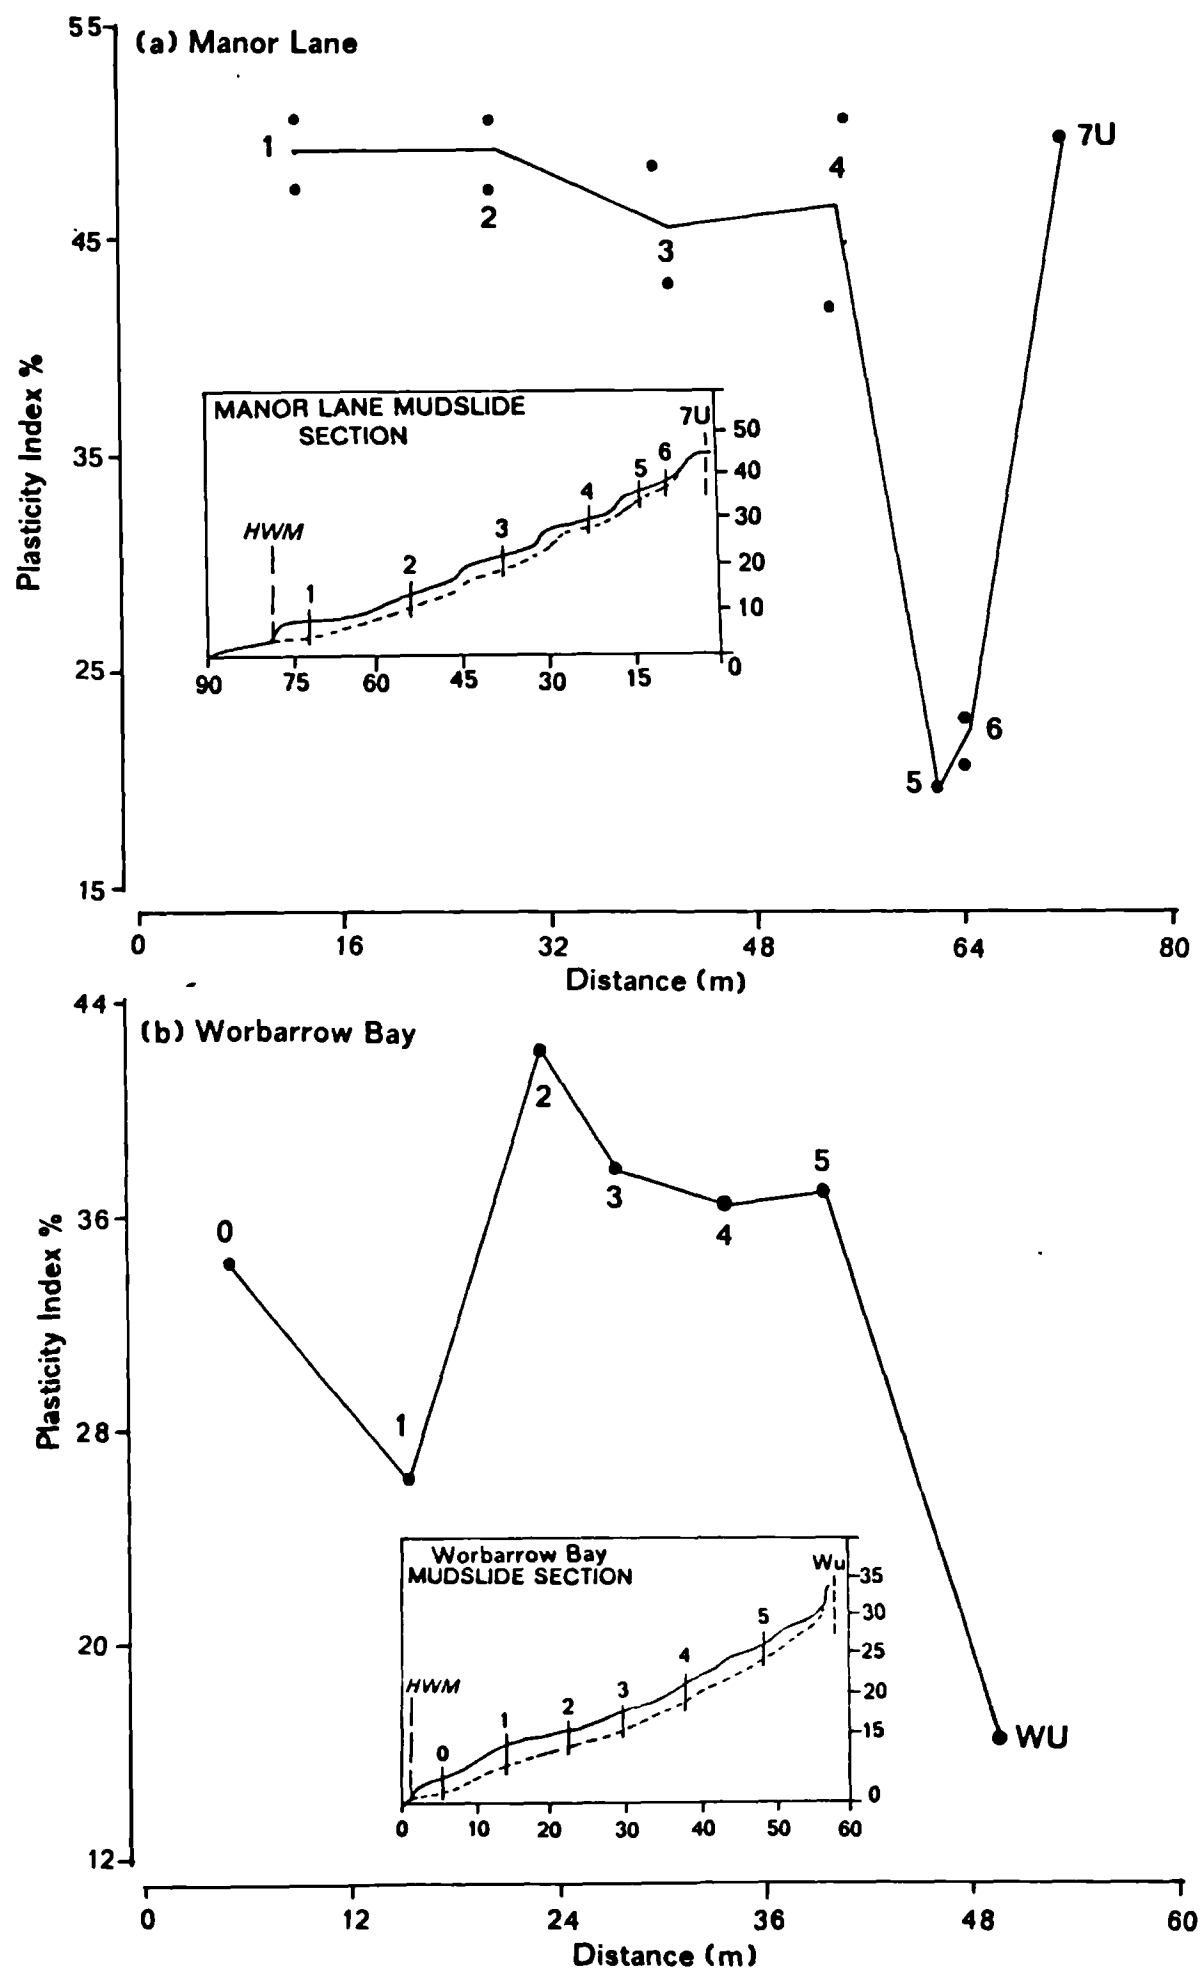 (a) Manor Lane
55
45
35
25
15
Plasticity Index %
1
2
3
4
5
6
7U
MANOR LANE MUDSLIDE
SECTION
HWM
1
2
3
4
5
6
7U
50
40
30
20
10
0
90 75 60 45 30 15
0 16 32 48 64 80
Distance (m)
(b) Worbarrow Bay
44
36
28
20
12
Plasticity Index %
0
1
2
3
4
5
WU
Worbarrow Bay
MUDSLIDE SECTION
HWM
0
1
2
3
4
5
Wu
35
30
25
20
15
0
0 10 20 30 40 50 60
0 12 24 36 48 60
Distance (m)